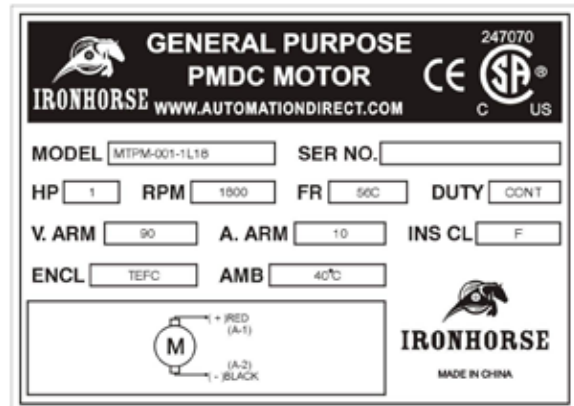 GENERAL PURPOSE
PMDC MOTOR
IRONHORSE WWW.AUTOMATIONDIRECT.COM
247070
CE SA ®
C US
MODEL MTPM-001-1L18 SER NO.
HP 1 RPM 1800 FR 56C DUTY CONT
V. ARM 90 A. ARM 10 INS CL F
ENCL TEFC AMB 40°C
M
(+)RED
(A-1)
(A-2)
(-)BLACK
IRONHORSE
MADE IN CHINA